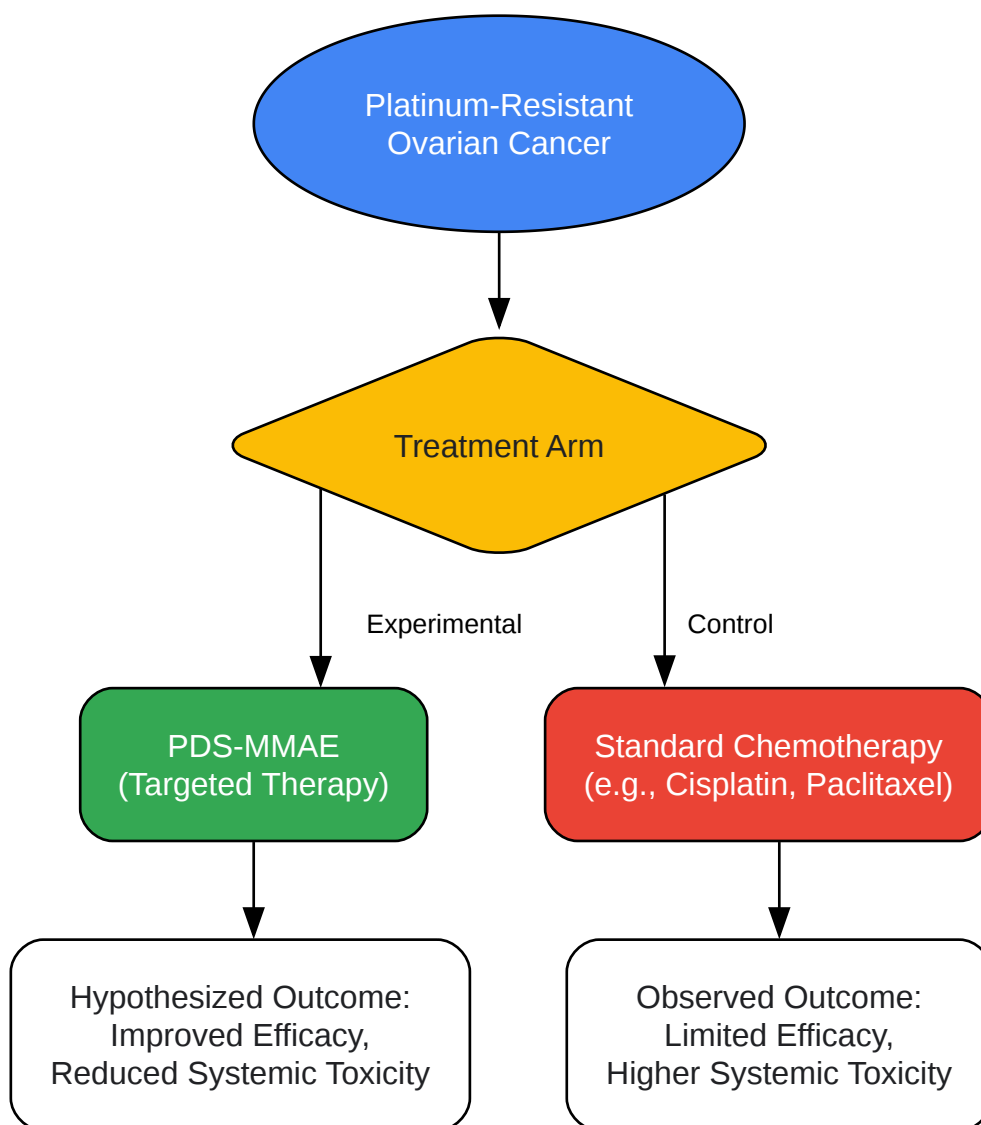 Platinum-Resistant
Ovarian Cancer
Treatment Arm
Experimental
Control
PDS-MMAE
(Targeted Therapy)
Standard Chemotherapy
(e.g., Cisplatin, Paclitaxel)
Hypothesized Outcome:
Improved Efficacy,
Reduced Systemic Toxicity
Observed Outcome:
Limited Efficacy,
Higher Systemic Toxicity